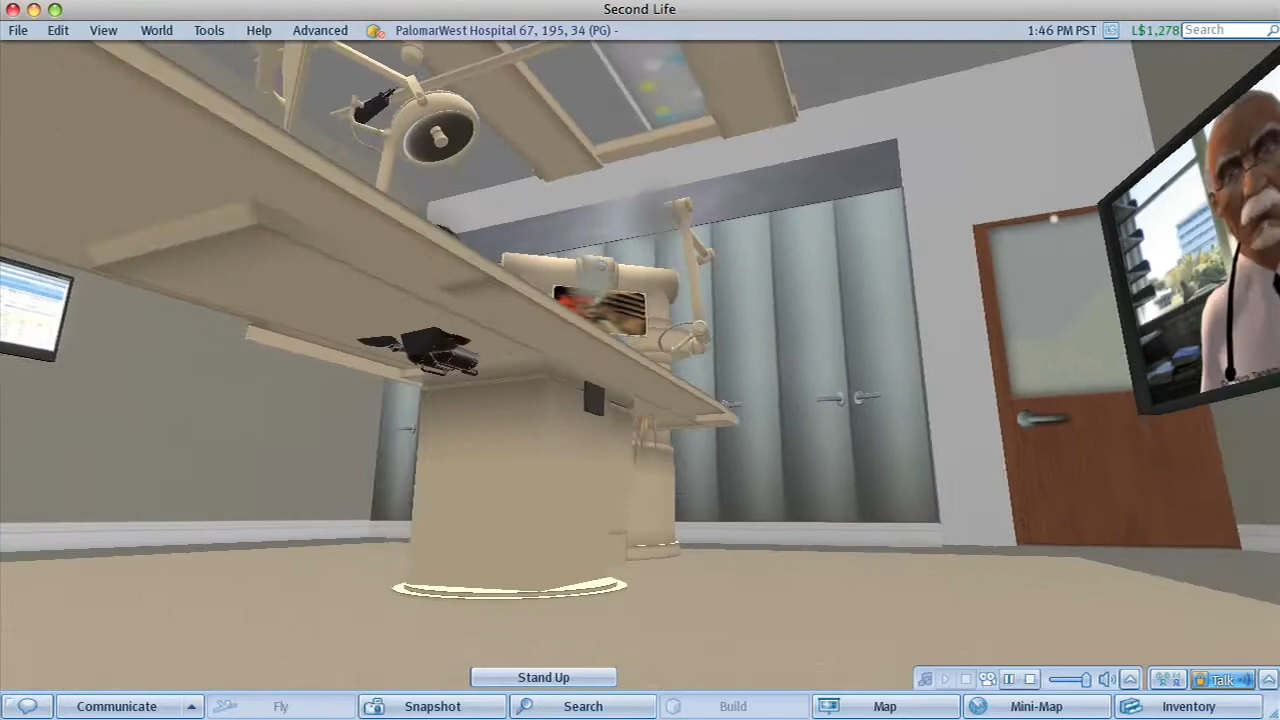 Second Life
File Edit View World Tools Help Advanced PalomarWest Hospital 67, 195, 34 (PG) - 1:46 PM PST L$1,278 Search
Stand Up
Talk
Communicate Fly Snapshot Search Build Map Mini-Map Inventory